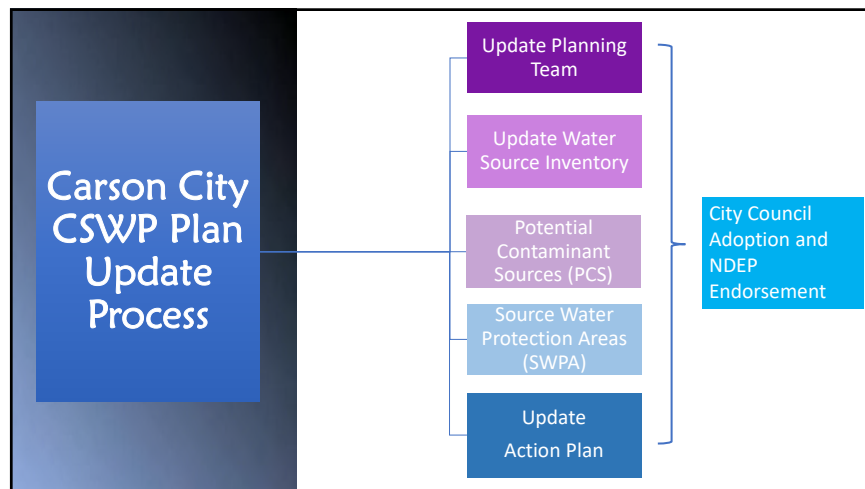 Carson City
CSWP Plan
Update
Process
Update Planning
Team
Update Water
Source Inventory
Potential
Contaminant
Sources (PCS)
Source Water
Protection Areas
(SWPA)
Update
Action Plan
City Council
Adoption and
NDEP
Endorsement